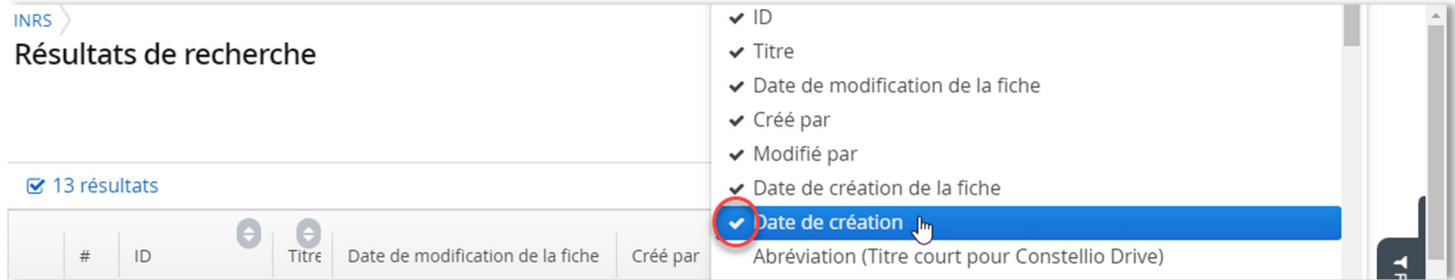 INRS
Résultats de recherche
13 résultats
# ID Titre Date de modification de la fiche Créé par
ID
Titre
Date de modification de la fiche
Créé par
Modifié par
Date de création de la fiche
Date de création
Abréviation (Titre court pour Constellio Drive)